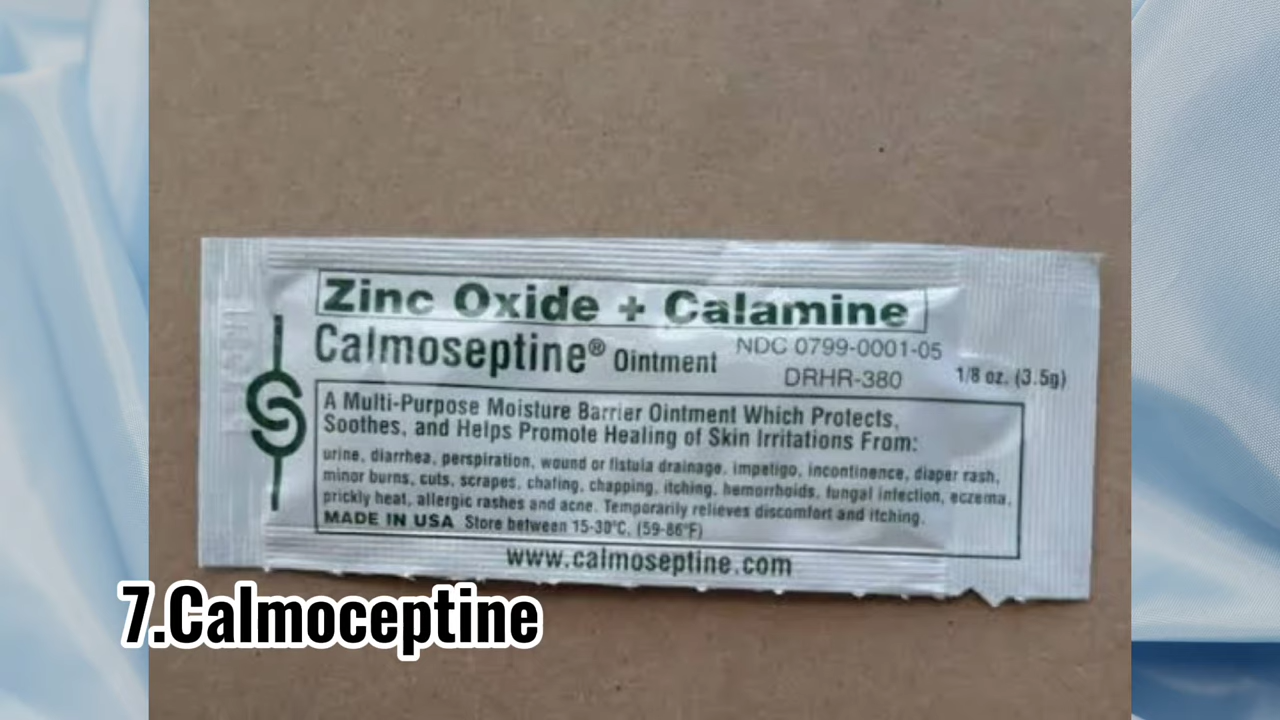 Zinc Oxide + Calamine
Calmoseptine® Ointment
NDC 0799-0001-05
DRHR-380
1/8 oz. (3.5g)
A Multi-Purpose Moisture Barrier Ointment Which Protects,
Soothes, and Helps Promote Healing of Skin Irritations From:
urine, diarrhea, perspiration, wound or fistula drainage, impetigo, incontinence, diaper rash,
minor burns, cuts, scrapes, chafing, chapping, itching, hemorrhoids, fungal infection, eczema,
prickly heat, allergic rashes and acne. Temporarily relieves discomfort and itching.
MADE IN USA Store between 15-30°C. (59-86°F)
www.calmoseptine.com
7.Calmoceptine